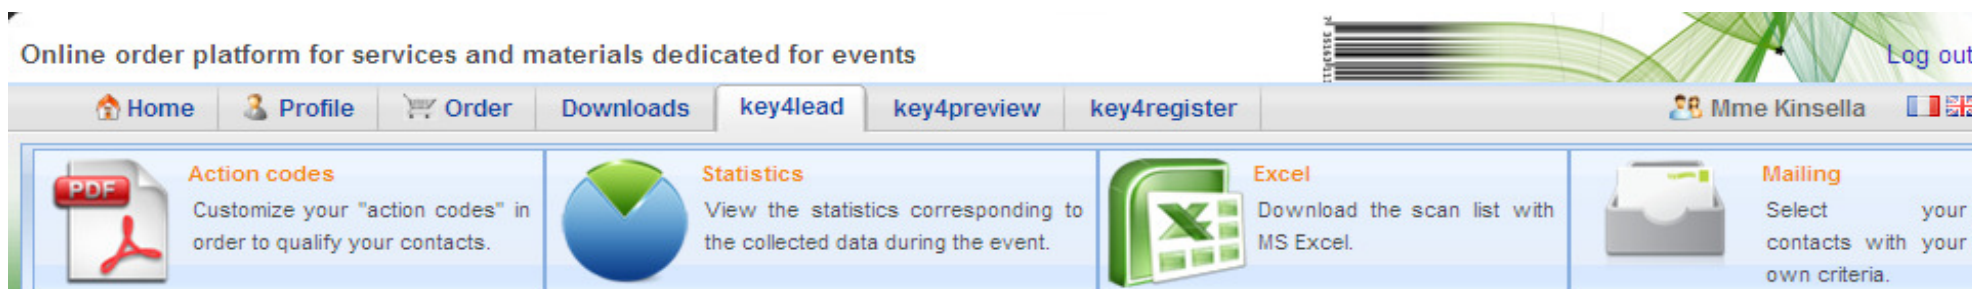 Online order platform for services and materials dedicated for events
Log out
Home Profile Order Downloads key4lead key4preview key4register Mme Kinsella
PDF
Action codes
Customize your "action codes" in
order to qualify your contacts.
Statistics
View the statistics corresponding to
the collected data during the event.
Excel
Download the scan list with
MS Excel.
Mailing
Select your
contacts with your
own criteria.